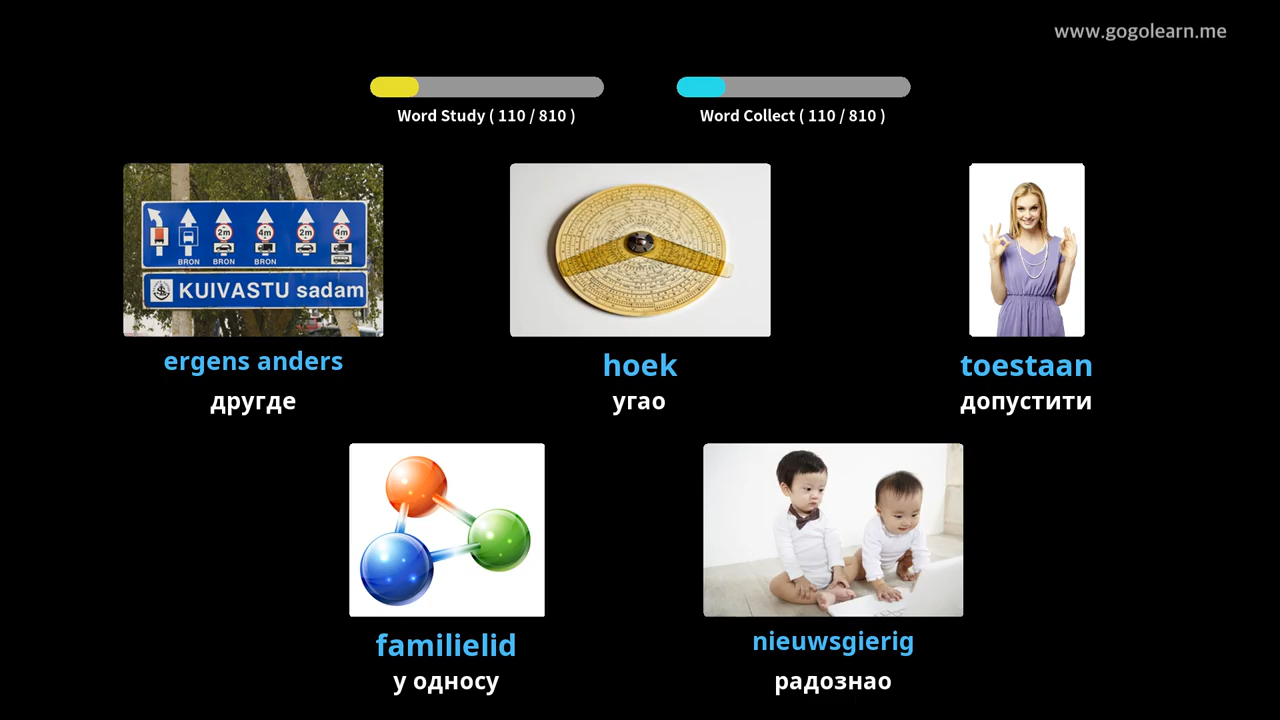 www.gogolearn.me
Word Study ( 110 / 810 )
Word Collect ( 110 / 810 )
2m
4m
2m
4m
BRON
BRON
BRON
KUIVASTU sadam
ergens anders
другде
hoek
угао
toestaan
допустити
familielid
у односу
nieuwsgierig
радознао